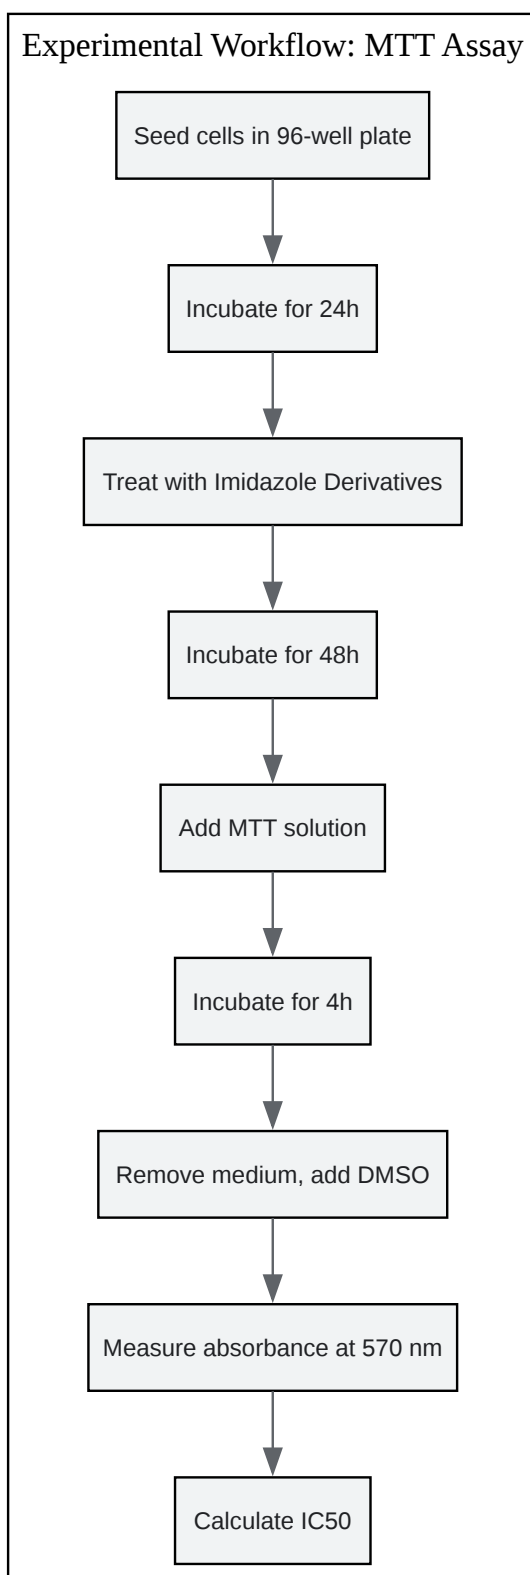 Experimental Workflow: MTT Assay
Seed cells in 96-well plate
Incubate for 24h
Treat with Imidazole Derivatives
Incubate for 48h
Add MTT solution
Incubate for 4h
Remove medium, add DMSO
Measure absorbance at 570 nm
Calculate IC50